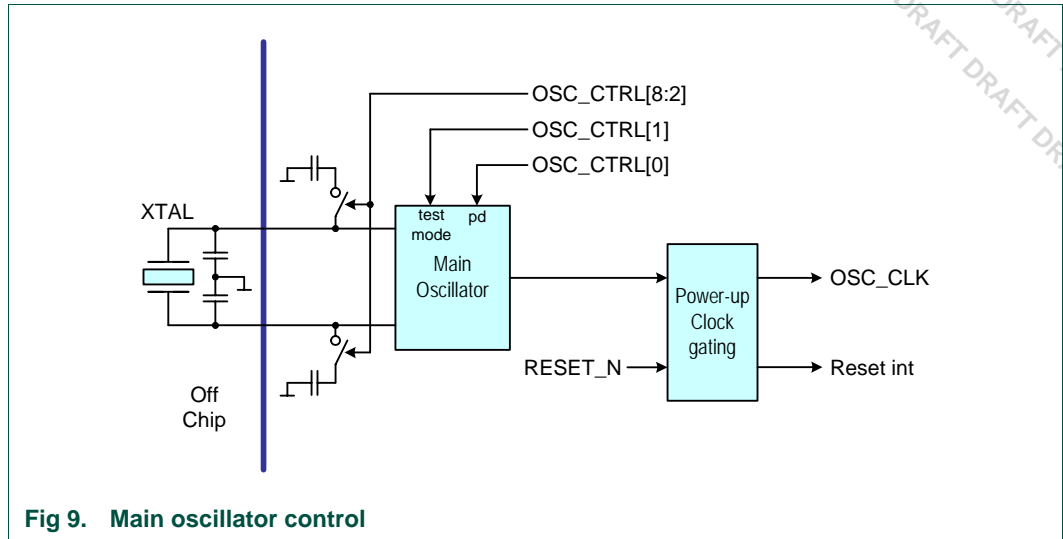 DRAFT DRAFT
DRAFT DRAFT
OSC_CTRL[8:2]
OSC_CTRL[1]
OSC_CTRL[0]
XTAL
test
mode
pd
Main
Oscillator
OSC_CLK
Power-up
Clock
gating
RESET_N
Reset int
Off
Chip
Fig 9. Main oscillator control